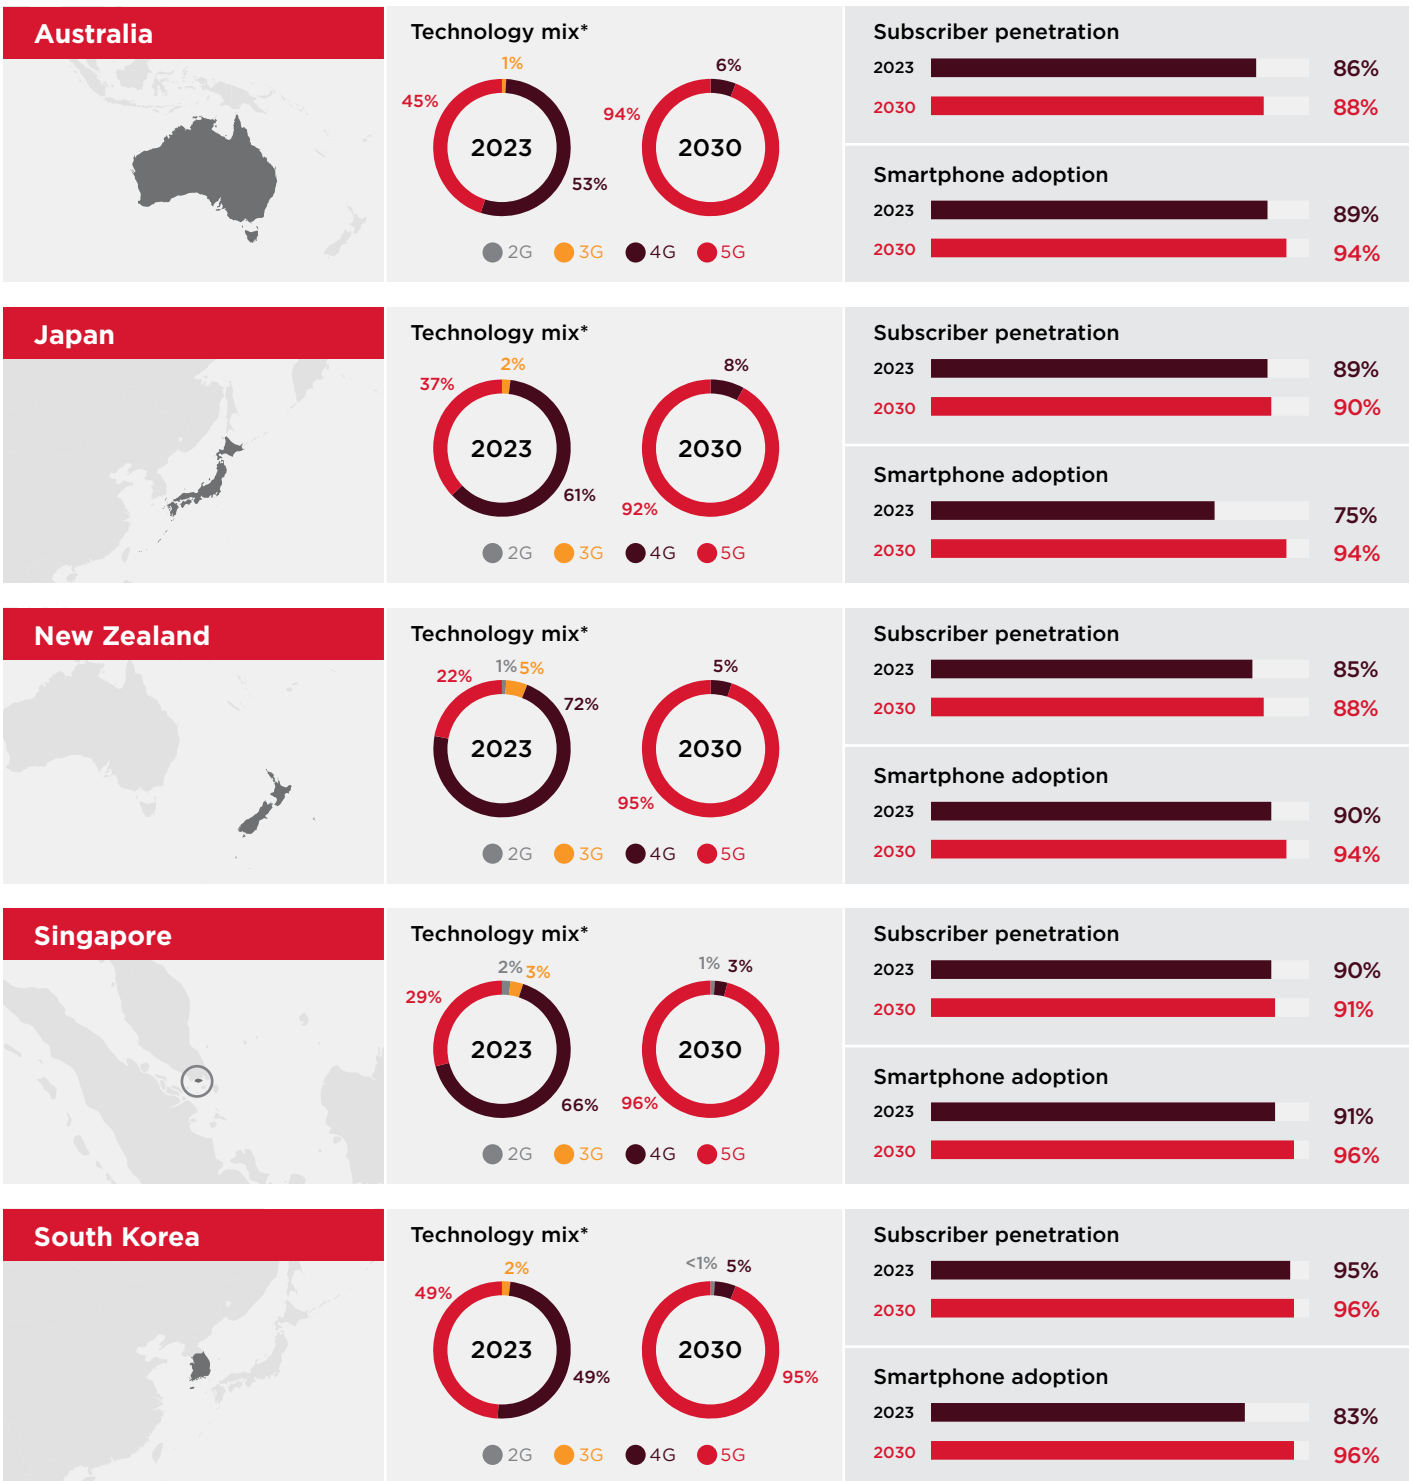 Australia
Technology mix*
1%
45%
53%
2023
6%
94%
2030
2G 3G 4G 5G
Subscriber penetration
2023 86%
2030 88%
Smartphone adoption
2023 89%
2030 94%
Japan
Technology mix*
2%
37%
61%
2023
8%
92%
2030
2G 3G 4G 5G
Subscriber penetration
2023 89%
2030 90%
Smartphone adoption
2023 75%
2030 94%
New Zealand
Technology mix*
1% 5%
22%
72%
2023
5%
95%
2030
2G 3G 4G 5G
Subscriber penetration
2023 85%
2030 88%
Smartphone adoption
2023 90%
2030 94%
Singapore
Technology mix*
2% 3%
29%
66%
2023
1% 3%
96%
2030
2G 3G 4G 5G
Subscriber penetration
2023 90%
2030 91%
Smartphone adoption
2023 91%
2030 96%
South Korea
Technology mix*
2%
49%
49%
2023
<1% 5%
95%
2030
2G 3G 4G 5G
Subscriber penetration
2023 95%
2030 96%
Smartphone adoption
2023 83%
2030 96%